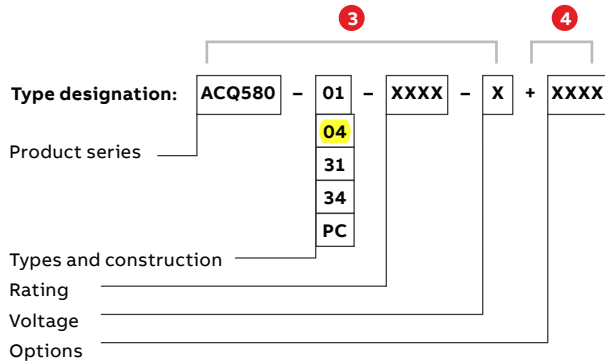 3 4
Type designation: ACQ580 – 01 – XXXX – X + XXXX
04
Product series
31
34
PC
Types and construction
Rating
Voltage
Options